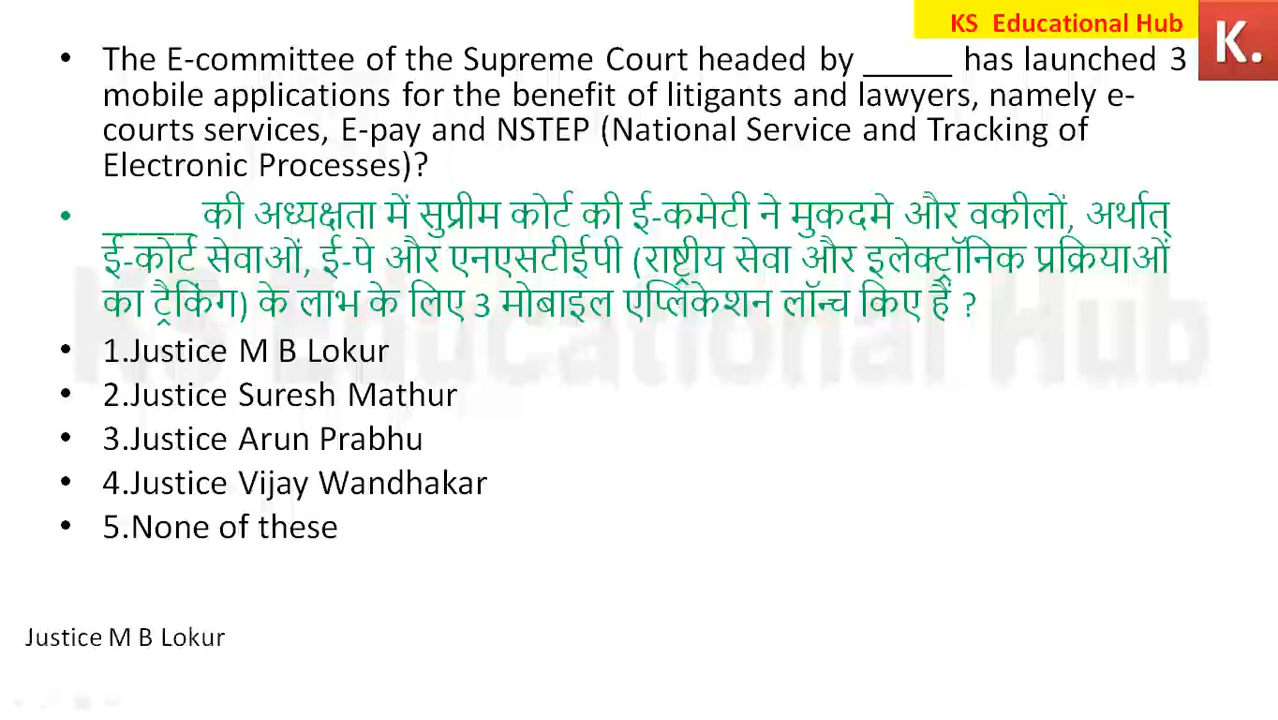 KS Educational Hub
K.
• The E-committee of the Supreme Court headed by _____ has launched 3
mobile applications for the benefit of litigants and lawyers, namely e-
courts services, E-pay and NSTEP (National Service and Tracking of
Electronic Processes)?
• _____ की अध्यक्षता में सुप्रीम कोर्ट की ई-कमेटी ने मुकदमे और वकीलों, अर्थात्
ई-कोर्ट सेवाओं, ई-पे और एनएसटीईपी (राष्ट्रीय सेवा और इलेक्ट्रॉनिक प्रक्रियाओं
का ट्रैकिंग) के लाभ के लिए 3 मोबाइल एप्लिकेशन लॉन्च किए हैं ?
• 1.Justice M B Lokur
• 2.Justice Suresh Mathur
• 3.Justice Arun Prabhu
• 4.Justice Vijay Wandhakar
• 5.None of these
KS Educational Hub
Justice M B Lokur